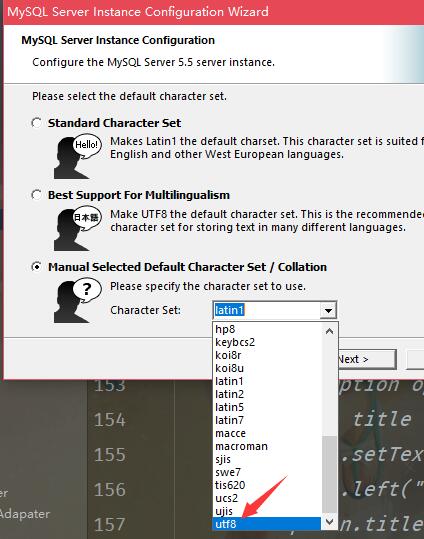 MySQL Server Instance Configuration Wizard
MySQL Server Instance Configuration
Configure the MySQL Server 5.5 server instance.
Please select the default character set.
Standard Character Set
Hello!
Makes Latin1 the default charset. This character set is suited f
English and other West European languages.
Best Support For Multilingualism
日本語
Make UTF8 the default character set. This is the recommended
character set for storing text in many different languages.
Manual Selected Default Character Set / Collation
?
Please specify the character set to use.
Character Set:
latin1
hp8
keybcs2
koi8r
koi8u
latin1
latin2
latin5
latin7
macce
macroman
sjis
swe7
tis620
ucs2
ujis
utf8
Next >
153
ption op
154
title
155
.setTex
156
.left("
157
n.title
er
Adapater